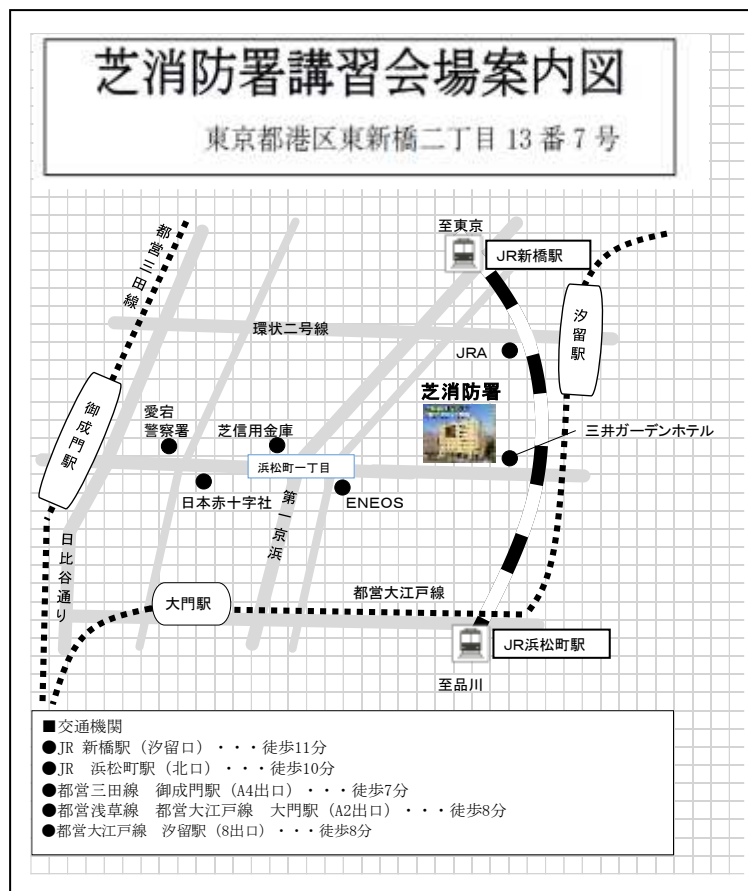 芝消防署講習会場案内図
東京都港区東新橋二丁目 13 番 7 号
至東京
JR新橋駅
都営三田線
汐留駅
環状二号線
JRA
芝消防署
御成門駅
愛宕
警察署
芝信用金庫
三井ガーデンホテル
浜松町一丁目
日本赤十字社
ENEOS
第一京浜
日比谷通り
大門駅
都営大江戸線
JR浜松町駅
至品川
■交通機関
●JR 新橋駅（汐留口）・・・徒歩11分
●JR　浜松町駅（北口）・・・徒歩10分
●都営三田線　御成門駅（A4出口）・・・徒歩7分
●都営浅草線　都営大江戸線　大門駅（A2出口）・・・徒歩8分
●都営大江戸線 汐留駅（8出口）・・・徒歩8分